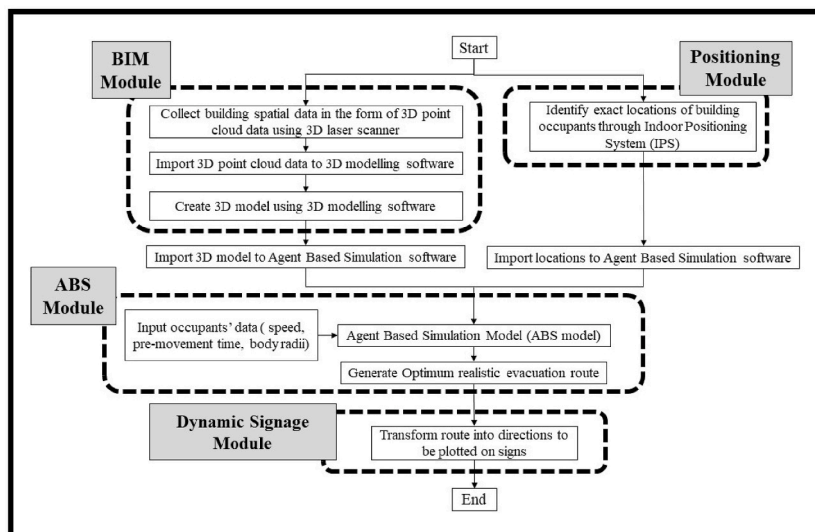 Start
BIM
Module
Positioning
Module
Collect building spatial data in the form of 3D point
cloud data using 3D laser scanner
Import 3D point cloud data to 3D modelling software
Create 3D model using 3D modelling software
Identify exact locations of building
occupants through Indoor Positioning
System (IPS)
Import 3D model to Agent Based Simulation software
Import locations to Agent Based Simulation software
ABS
Module
Input occupants' data ( speed,
pre-movement time, body radii)
Agent Based Simulation Model (ABS model)
Generate Optimum realistic evacuation route
Dynamic Signage
Module
Transform route into directions to
be plotted on signs
End